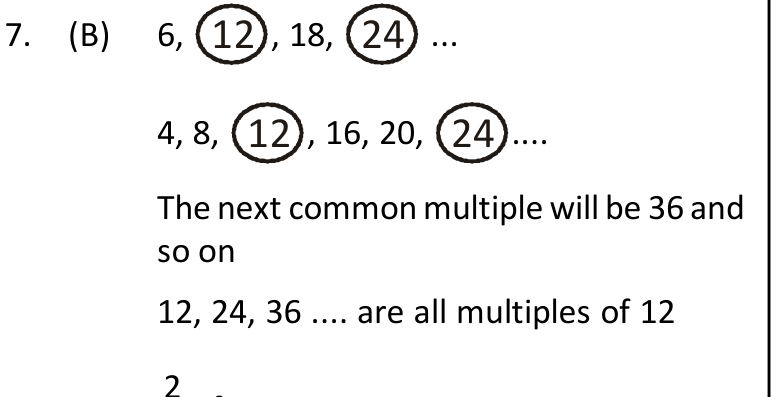 7. (B) 6, 12, 18, 24 ...
4, 8, 12, 16, 20, 24....
The next common multiple will be 36 and
so on
12, 24, 36 .... are all multiples of 12
2